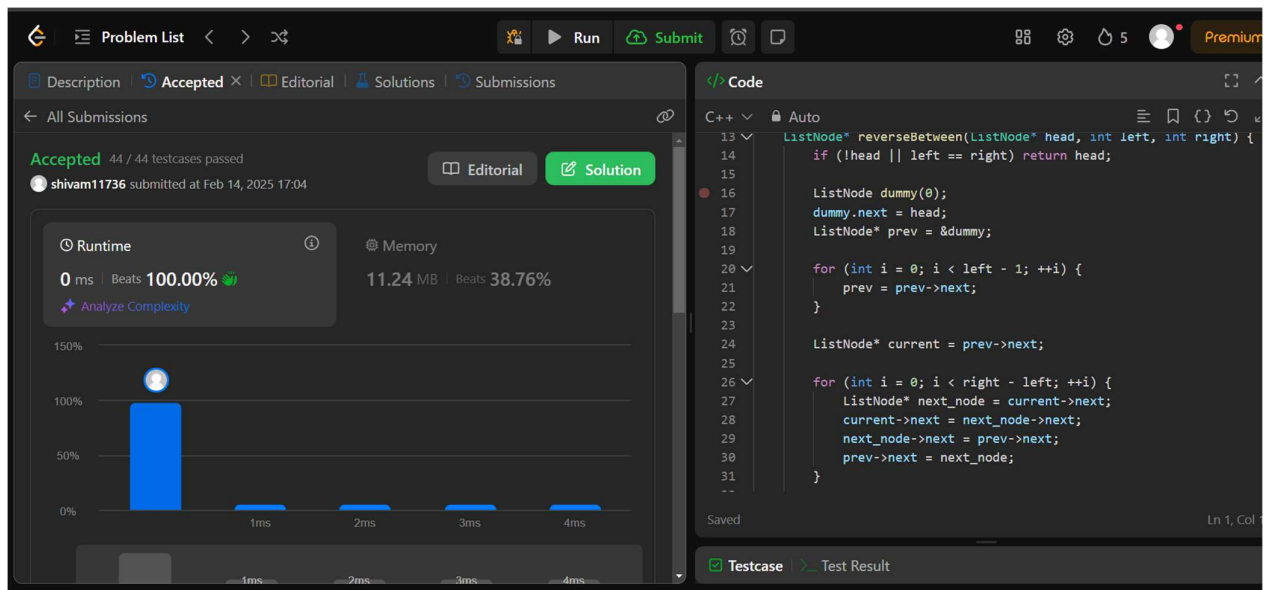 Problem List
Run
Submit
5
Premium
Description
Accepted
Editorial
Solutions
Submissions
All Submissions
Accepted 44 / 44 testcases passed
shivam11736 submitted at Feb 14, 2025 17:04
Editorial
Solution
Runtime
0 ms Beats 100.00%
Analyze Complexity
Memory
11.24 MB Beats 38.76%
150%
100%
50%
0%
1ms 2ms 3ms 4ms
1ms 2ms 3ms 4ms
</> Code
C++ Auto
13 ListNode* reverseBetween(ListNode* head, int left, int right) {
14 if (!head || left == right) return head;
15
16 ListNode dummy(0);
17 dummy.next = head;
18 ListNode* prev = &dummy;
19
20 for (int i = 0; i < left - 1; ++i) {
21 prev = prev->next;
22 }
23
24 ListNode* current = prev->next;
25
26 for (int i = 0; i < right - left; ++i) {
27 ListNode* next_node = current->next;
28 current->next = next_node->next;
29 next_node->next = prev->next;
30 prev->next = next_node;
31 }
Saved
Ln 1, Col 1
Testcase
Test Result